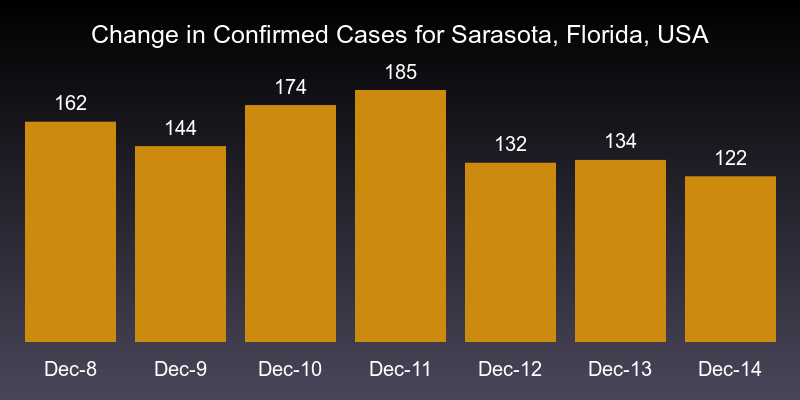 Change in Confirmed Cases for Sarasota, Florida, USA
162
144
174
185
132
134
122
Dec-8
Dec-9
Dec-10
Dec-11
Dec-12
Dec-13
Dec-14